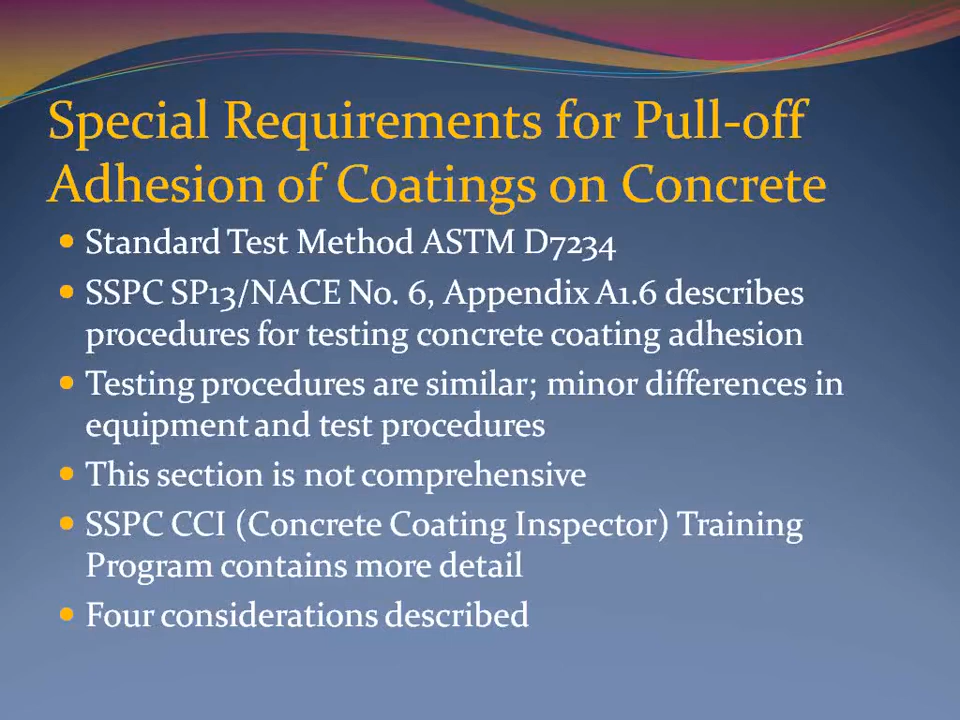 Special Requirements for Pull-off
Adhesion of Coatings on Concrete
• Standard Test Method ASTM D7234
• SSPC SP13/NACE No. 6, Appendix A1.6 describes
procedures for testing concrete coating adhesion
• Testing procedures are similar; minor differences in
equipment and test procedures
• This section is not comprehensive
• SSPC CCI (Concrete Coating Inspector) Training
Program contains more detail
• Four considerations described